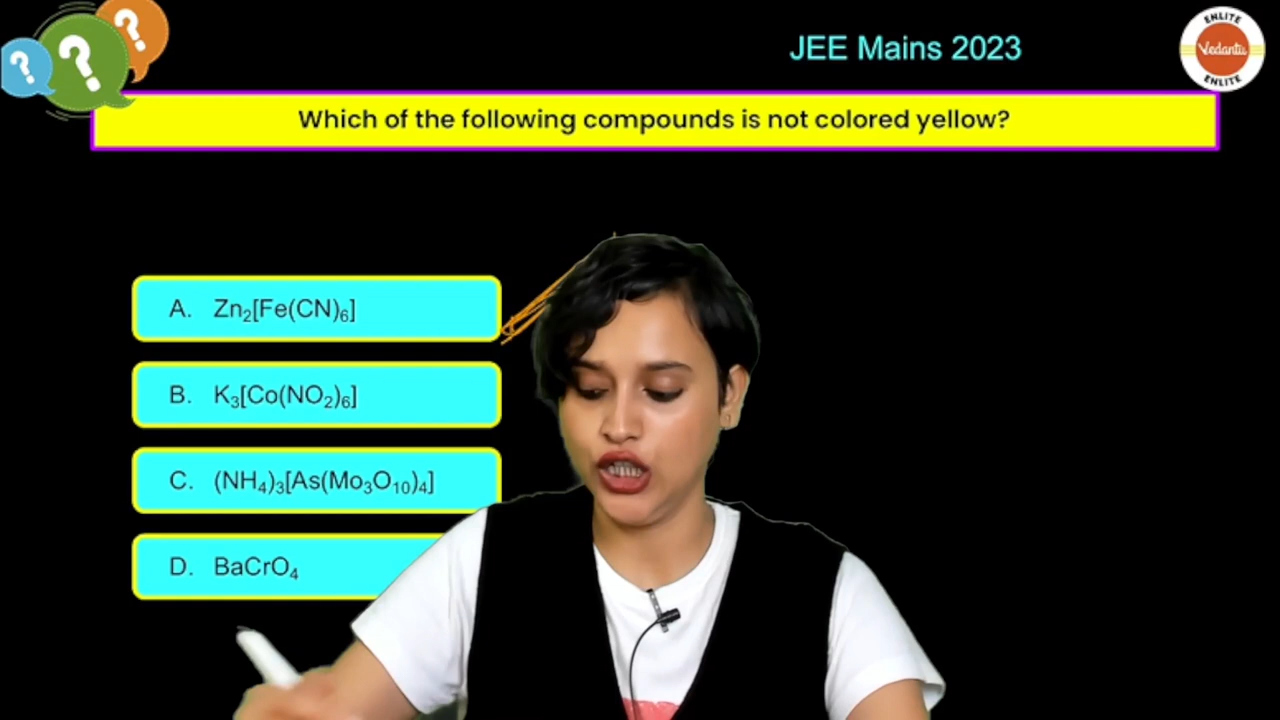 ? ? ?
JEE Mains 2023
ENLITE
Vedantu
ENLITE
Which of the following compounds is not colored yellow?
A. Zn₂[Fe(CN)₆]
B. K₃[Co(NO₂)₆]
C. (NH₄)₃[As(Mo₃O₁₀)₄]
D. BaCrO₄